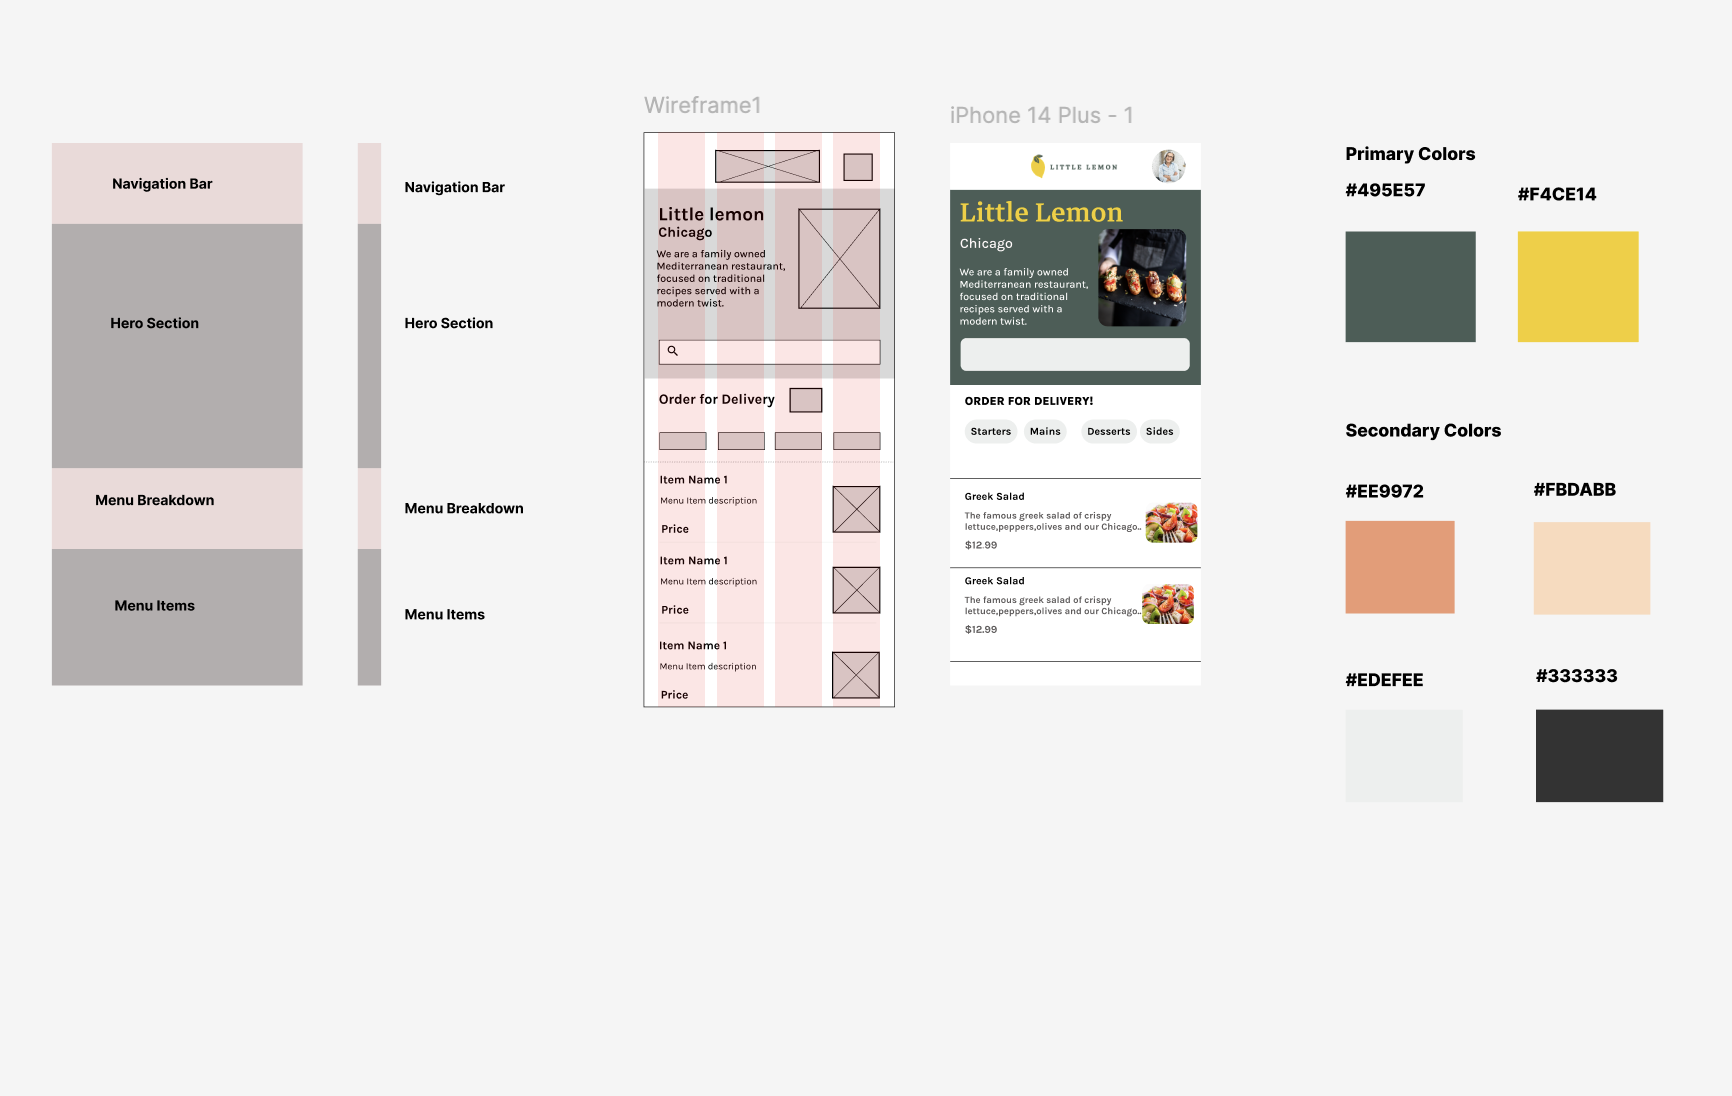 Navigation Bar
Hero Section
Menu Breakdown
Menu Items
Navigation Bar
Hero Section
Menu Breakdown
Menu Items
Wireframe1
Little lemon
Chicago
We are a family owned
Mediterranean restaurant,
focused on traditional
recipes served with a
modern twist.
Order for Delivery
Item Name 1
Menu Item description
Price
Item Name 1
Menu Item description
Price
Item Name 1
Menu Item description
Price
iPhone 14 Plus - 1
LITTLE LEMON
Little Lemon
Chicago
We are a family owned
Mediterranean restaurant,
focused on traditional
recipes served with a
modern twist.
ORDER FOR DELIVERY!
Starters Mains Desserts Sides
Greek Salad
The famous greek salad of crispy
lettuce,peppers,olives and our Chicago..
$12.99
Greek Salad
The famous greek salad of crispy
lettuce,peppers,olives and our Chicago..
$12.99
Primary Colors
#495E57
#F4CE14
Secondary Colors
#EE9972
#FBDABB
#EDEFEE
#333333